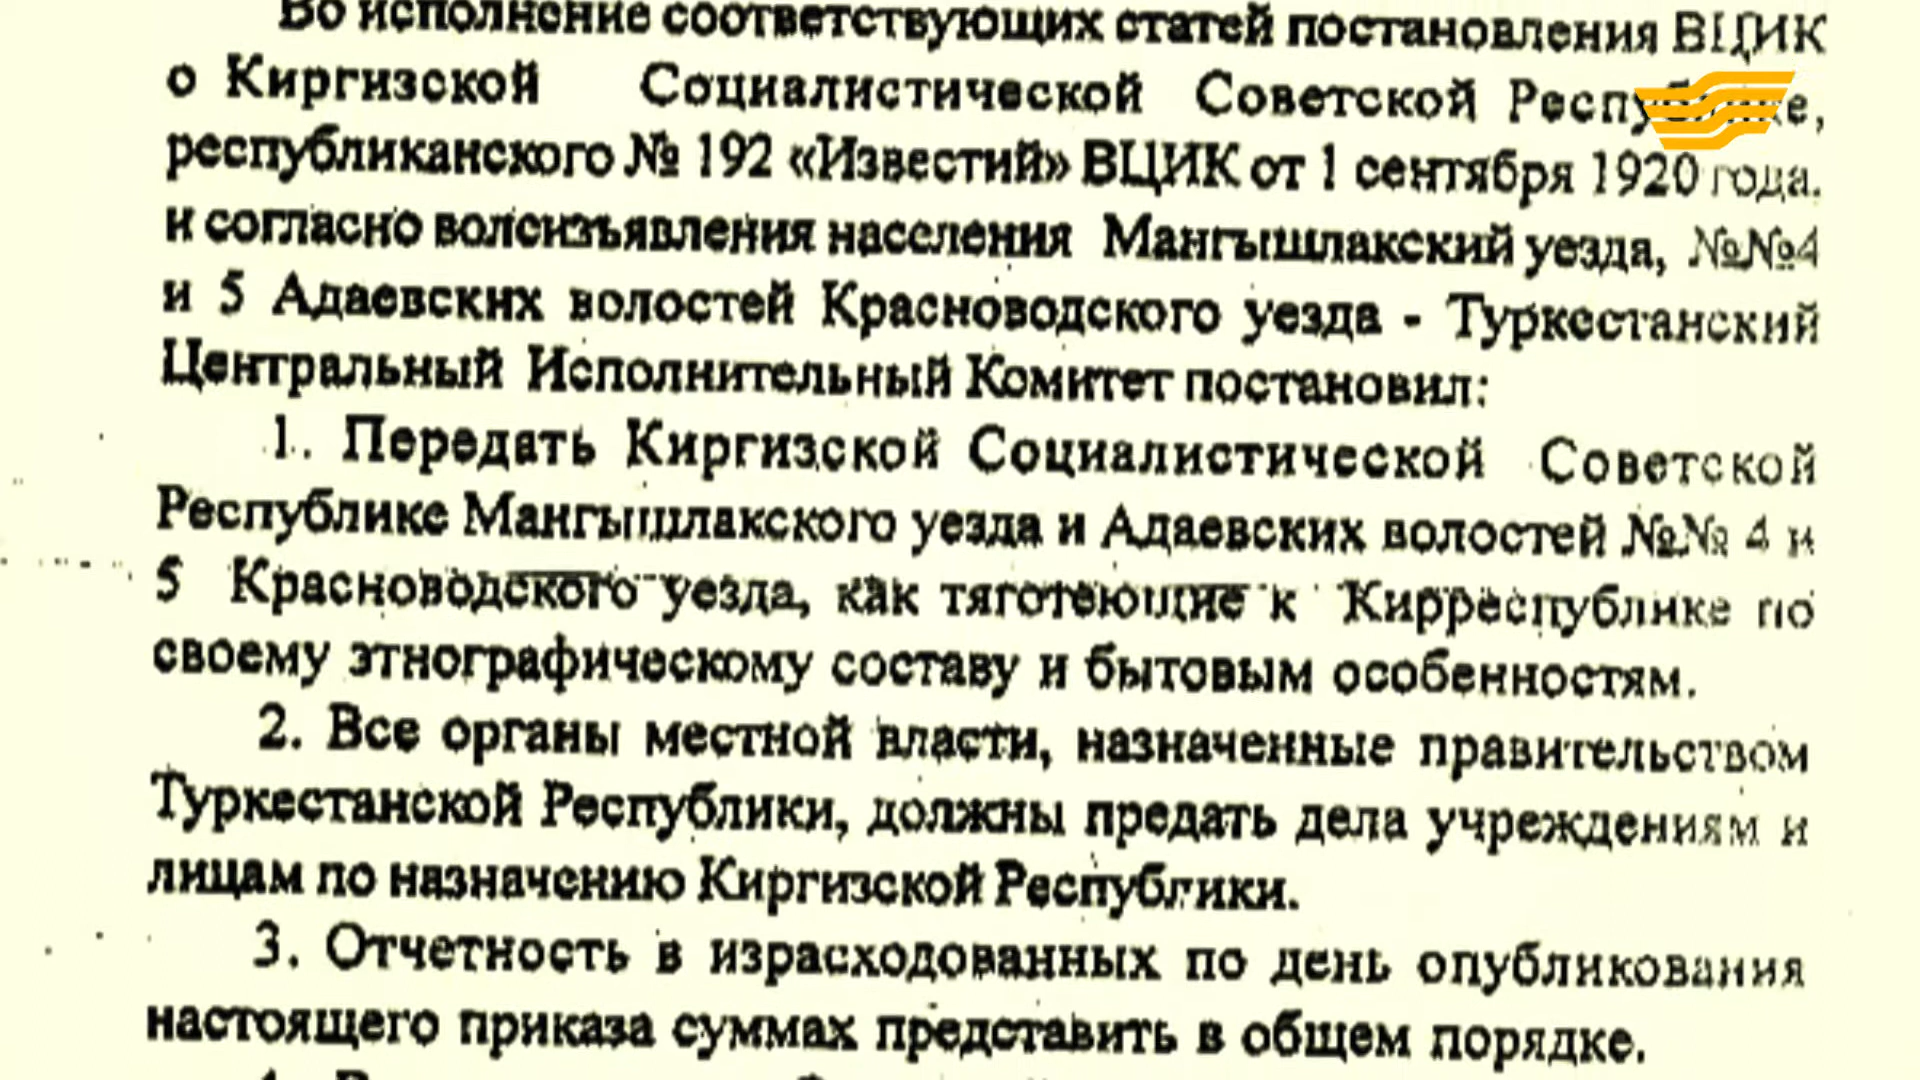 Во исполнение соответствующих статей постановления ВЦИК
о Киргизской Социалистической Советской Республике,
республиканского № 192 «Известий» ВЦИК от 1 сентября 1920 года.
и согласно волеизъявления населения Мангышлакский уезда, №№4
и 5 Адаевских волостей Красноводского уезда - Туркестанский
Центральный Исполнительный Комитет постановил:
1. Передать Киргизской Социалистической Советской
Республике Мангышлакского уезда и Адаевских волостей №№ 4 и
5 Красноводского уезда, как тяготеющие к Кирреспублике по
своему этнографическому составу и бытовым особенностям.
2. Все органы местной власти, назначенные правительством
Туркестанской Республики, должны предать дела учреждениям и
лицам по назначению Киргизской Республики.
3. Отчетность в израсходованных по день опубликования
настоящего приказа суммах представить в общем порядке.